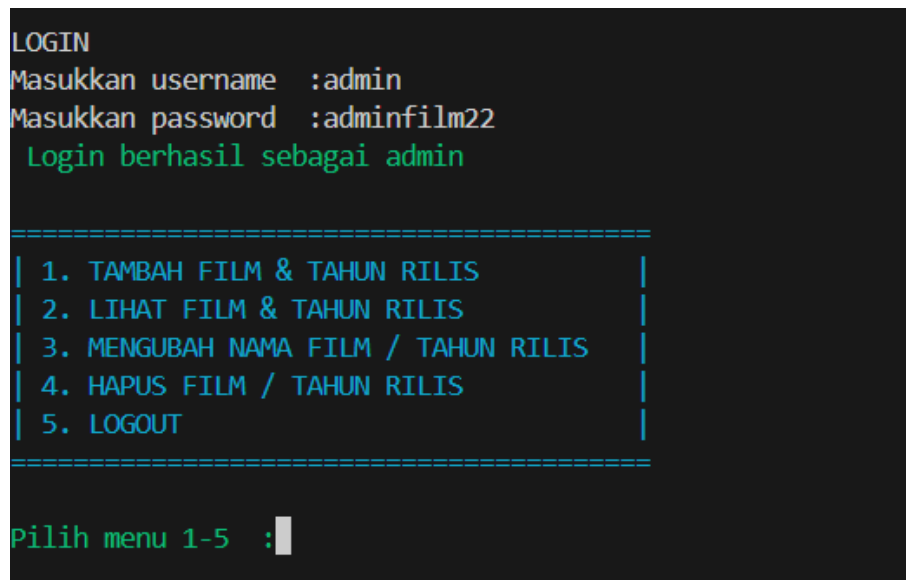 LOGIN
Masukkan username  :admin
Masukkan password  :adminfilm22
 Login berhasil sebagai admin
=========================================
| 1. TAMBAH FILM & TAHUN RILIS          |
| 2. LIHAT FILM & TAHUN RILIS           |
| 3. MENGUBAH NAMA FILM / TAHUN RILIS   |
| 4. HAPUS FILM / TAHUN RILIS           |
| 5. LOGOUT                             |
=========================================
Pilih menu 1-5  :